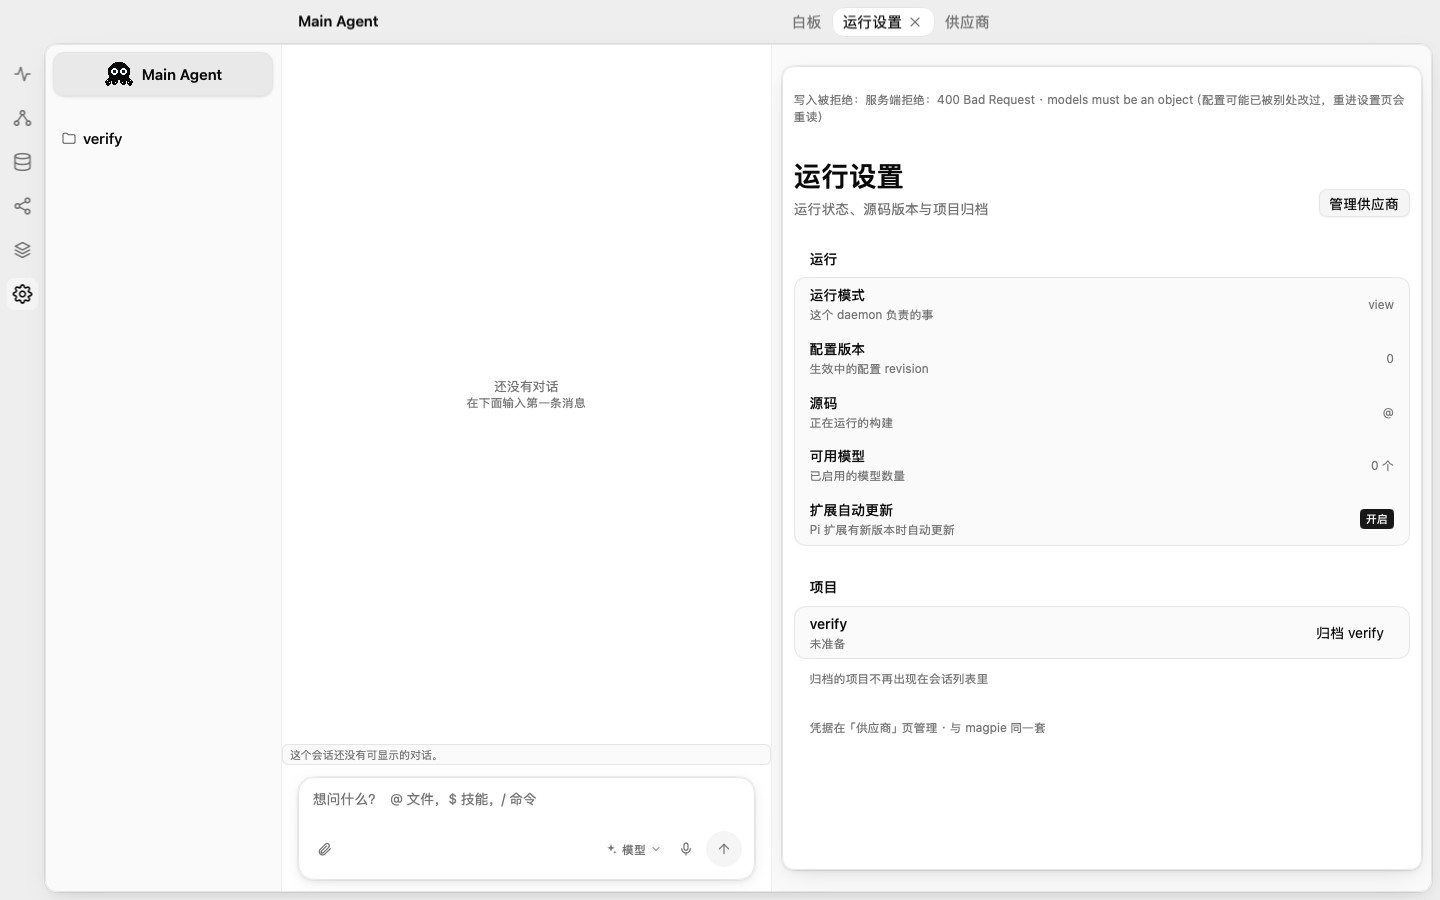 Main Agent
白板
运行设置
供应商
Main Agent
verify
还没有对话
在下面输入第一条消息
这个会话还没有可显示的对话。
想问什么? @ 文件, $ 技能, / 命令
模型
写入被拒绝: 服务端拒绝: 400 Bad Request · models must be an object (配置可能已被别处改过, 重进设置页会
重读)
运行设置
运行状态、源码版本与项目归档
管理供应商
运行
运行模式
这个 daemon 负责的事
view
配置版本
生效中的配置 revision
0
源码
正在运行的构建
@
可用模型
已启用的模型数量
0 个
扩展自动更新
Pi 扩展有新版本时自动更新
开启
项目
verify
未准备
归档 verify
归档的项目不再出现在会话列表里
凭据在「供应商」页管理 · 与 magpie 同一套